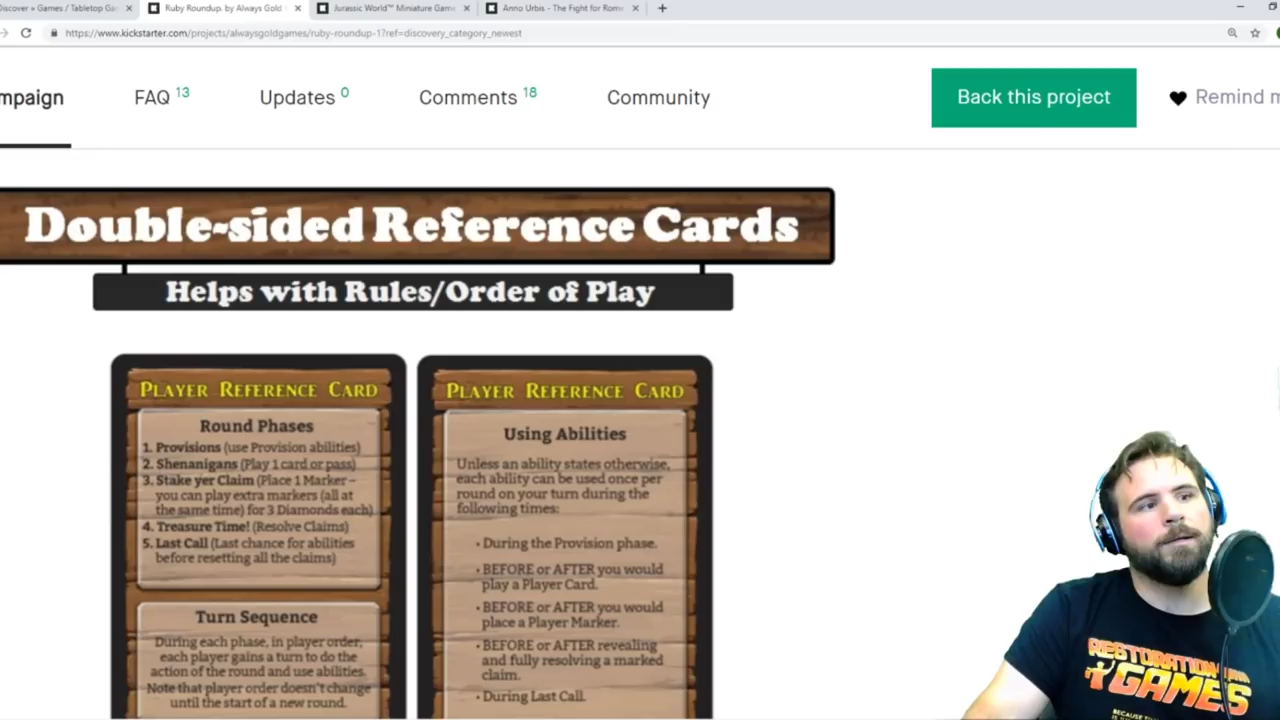 Discover » Games / Tabletop Ga
Ruby Roundup. by Always Gold
Jurassic World™ Miniature Game
Anno Urbis - The Fight for Rome
https://www.kickstarter.com/projects/alwaysgoldgames/ruby-roundup-1?ref=discovery_category_newest
mpaign
FAQ 13
Updates 0
Comments 18
Community
Back this project
Remind m
Double-sided Reference Cards
Helps with Rules/Order of Play
Player Reference Card
Round Phases
1. Provisions (use Provision abilities)
2. Shenanigans (Play 1 card or pass)
3. Stake yer Claim (Place 1 Marker –
you can play extra markers (all at
the same time) for 3 Diamonds each)
4. Treasure Time! (Resolve Claims)
5. Last Call (Last chance for abilities
before resetting all the claims)
Turn Sequence
During each phase, in player order,
each player gains a turn to do the
action of the round and use abilities.
Note that player order doesn't change
until the start of a new round.
Player Reference Card
Using Abilities
Unless an ability states otherwise,
each ability can be used once per
round on your turn during the
following times:
• During the Provision phase.
• BEFORE or AFTER you would
play a Player Card.
• BEFORE or AFTER you would
place a Player Marker.
• BEFORE or AFTER revealing
and fully resolving a marked
claim.
• During Last Call.
RESTORATION
GAMES